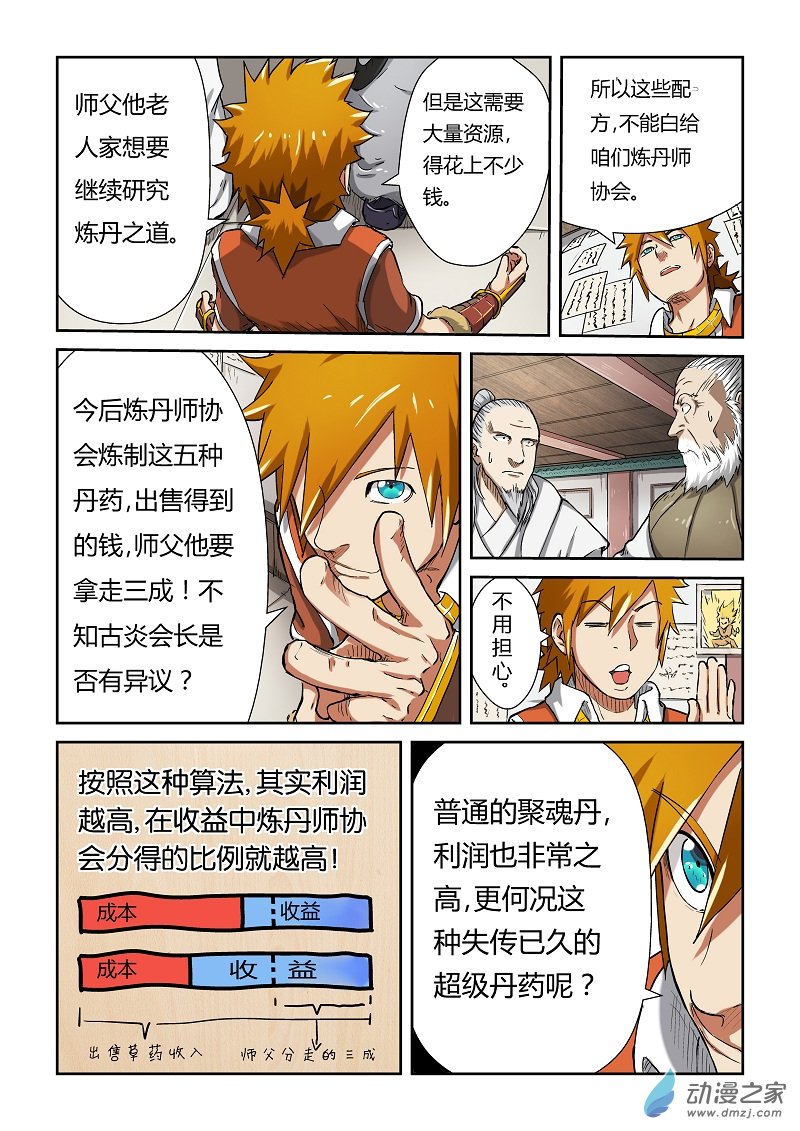 师父他老
人家想要
继续研究
炼丹之道。
但是这需要
大量资源，
得花上不少
钱。
所以这些配
方，不能白给
咱们炼丹师
协会。
今后炼丹师协
会炼制这五种
丹药，出售得到
的钱，师父他要
拿走三成！不
知古炎会长是
否有异议？
不用担心。
按照这种算法，其实利润
越高，在收益中炼丹师协
会分得的比例就越高！
成本 收益
成本 收益
出售草药收入 师父分走的三成
普通的聚魂丹，
利润也非常之
高，更何况这
种失传已久的
超级丹药呢？
动漫之家
www.dmzj.com